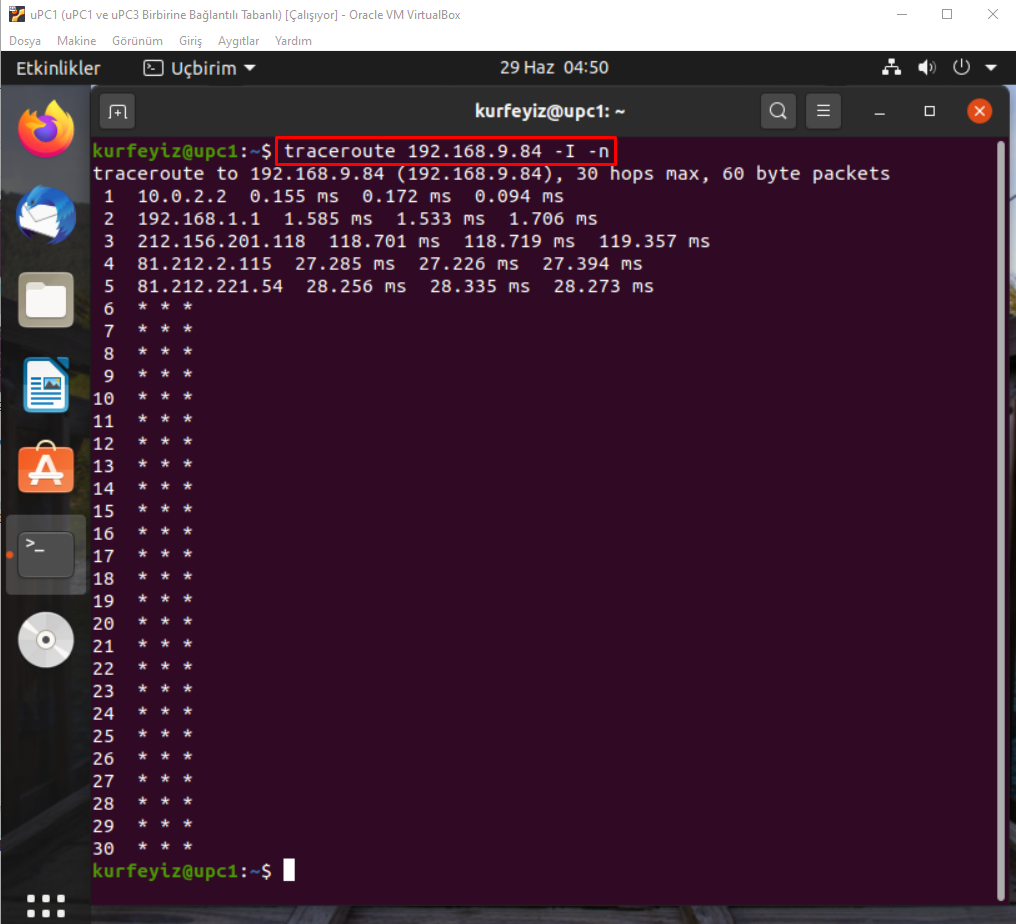 uPC1 (uPC1 ve uPC3 Birbirine Bağlantılı Tabanlı) [Çalışıyor] - Oracle VM VirtualBox
Dosya Makine Görünüm Giriş Aygıtlar Yardım
Etkinlikler Uçbirim 29 Haz 04:50
kurfeyiz@upc1: ~
kurfeyiz@upc1:~$ traceroute 192.168.9.84 -I -n
traceroute to 192.168.9.84 (192.168.9.84), 30 hops max, 60 byte packets
1 10.0.2.2 0.155 ms 0.172 ms 0.094 ms
2 192.168.1.1 1.585 ms 1.533 ms 1.706 ms
3 212.156.201.118 118.701 ms 118.719 ms 119.357 ms
4 81.212.2.115 27.285 ms 27.226 ms 27.394 ms
5 81.212.221.54 28.256 ms 28.335 ms 28.273 ms
6 * * *
7 * * *
8 * * *
9 * * *
10 * * *
11 * * *
12 * * *
13 * * *
14 * * *
15 * * *
16 * * *
17 * * *
18 * * *
19 * * *
20 * * *
21 * * *
22 * * *
23 * * *
24 * * *
25 * * *
26 * * *
27 * * *
28 * * *
29 * * *
30 * * *
kurfeyiz@upc1:~$